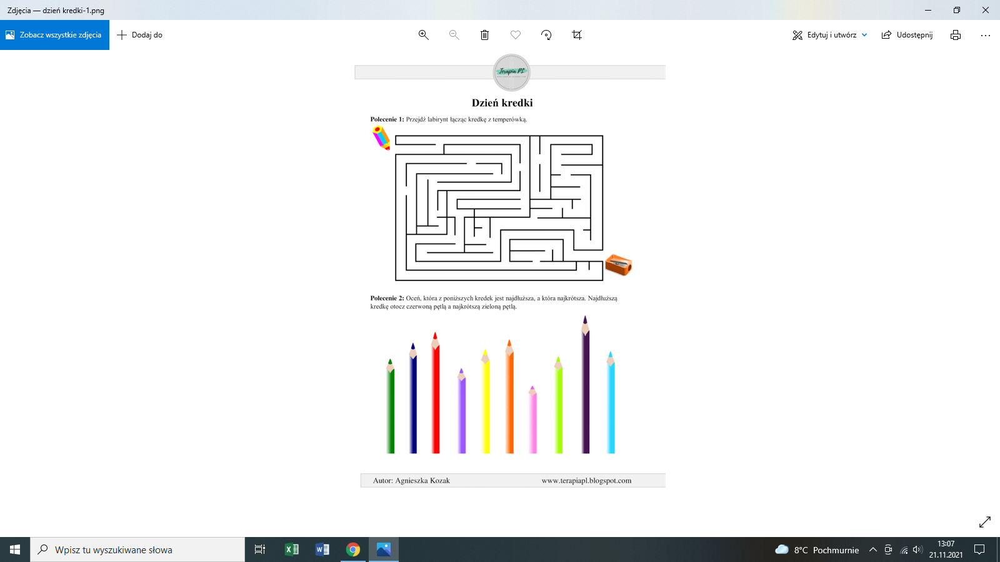 Zdjęcia — dzień kredki-1.png
Zobacz wszystkie zdjęcia
Dodaj do
Edytuj i utwórz
Udostępnij
Terapia PL
Dzień kredki
Polecenie 1: Przejdź labirynt łącząc kredkę z temperówką.
Polecenie 2: Oceń, która z poniższych kredek jest najdłuższa, a która najkrótsza. Najdłuższą
kredkę otocz czerwoną pętlą a najkrótszą zieloną pętlą.
Autor: Agnieszka Kozak www.terapiapl.blogspot.com
Wpisz tu wyszukiwane słowa
8°C Pochmurnie
13:07
21.11.2021